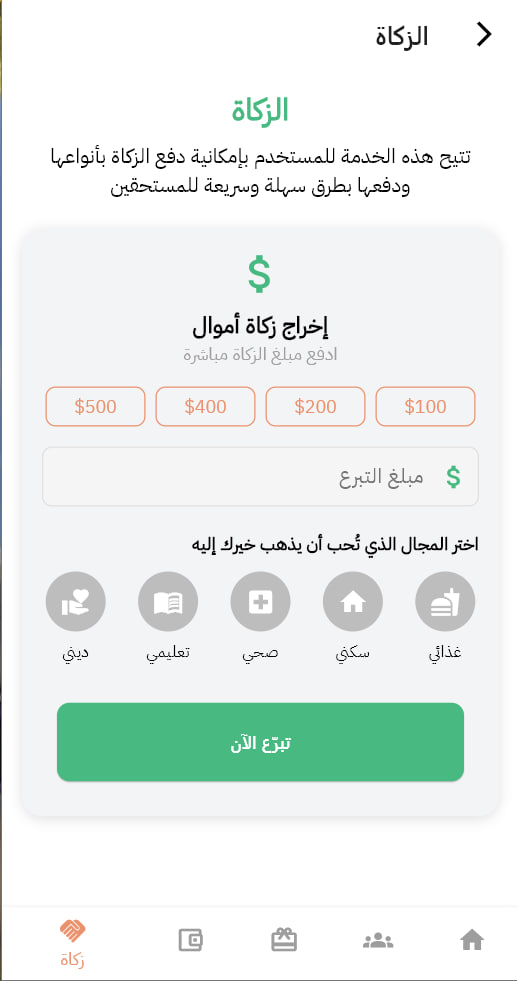 الزكاة
الزكاة
تتيح هذه الخدمة للمستخدم بإمكانية دفع الزكاة بأنواعها
ودفعها بطرق سهلة وسريعة للمستحقين
$
إخراج زكاة أموال
ادفع مبلغ الزكاة مباشرة
$100 $200 $400 $500
$ مبلغ التبرع
اختر المجال الذي تُحب أن يذهب خيرك إليه
غذائي سكني صحي تعليمي ديني
تبرّع الآن
زكاة